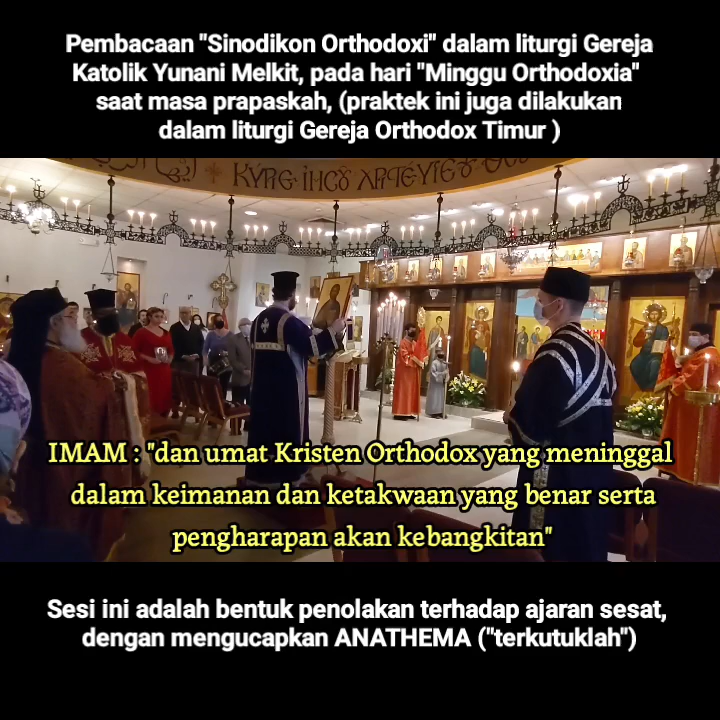 Pembacaan "Sinodikon Orthodoxi" dalam liturgi Gereja
Katolik Yunani Melkit, pada hari "Minggu Orthodoxia"
saat masa prapaskah, (praktek ini juga dilakukan
dalam liturgi Gereja Orthodox Timur )
IMAM : "dan umat Kristen Orthodox yang meninggal
dalam keimanan dan ketakwaan yang benar serta
pengharapan akan kebangkitan"
Sesi ini adalah bentuk penolakan terhadap ajaran sesat,
dengan mengucapkan ANATHEMA ("terkutuklah")